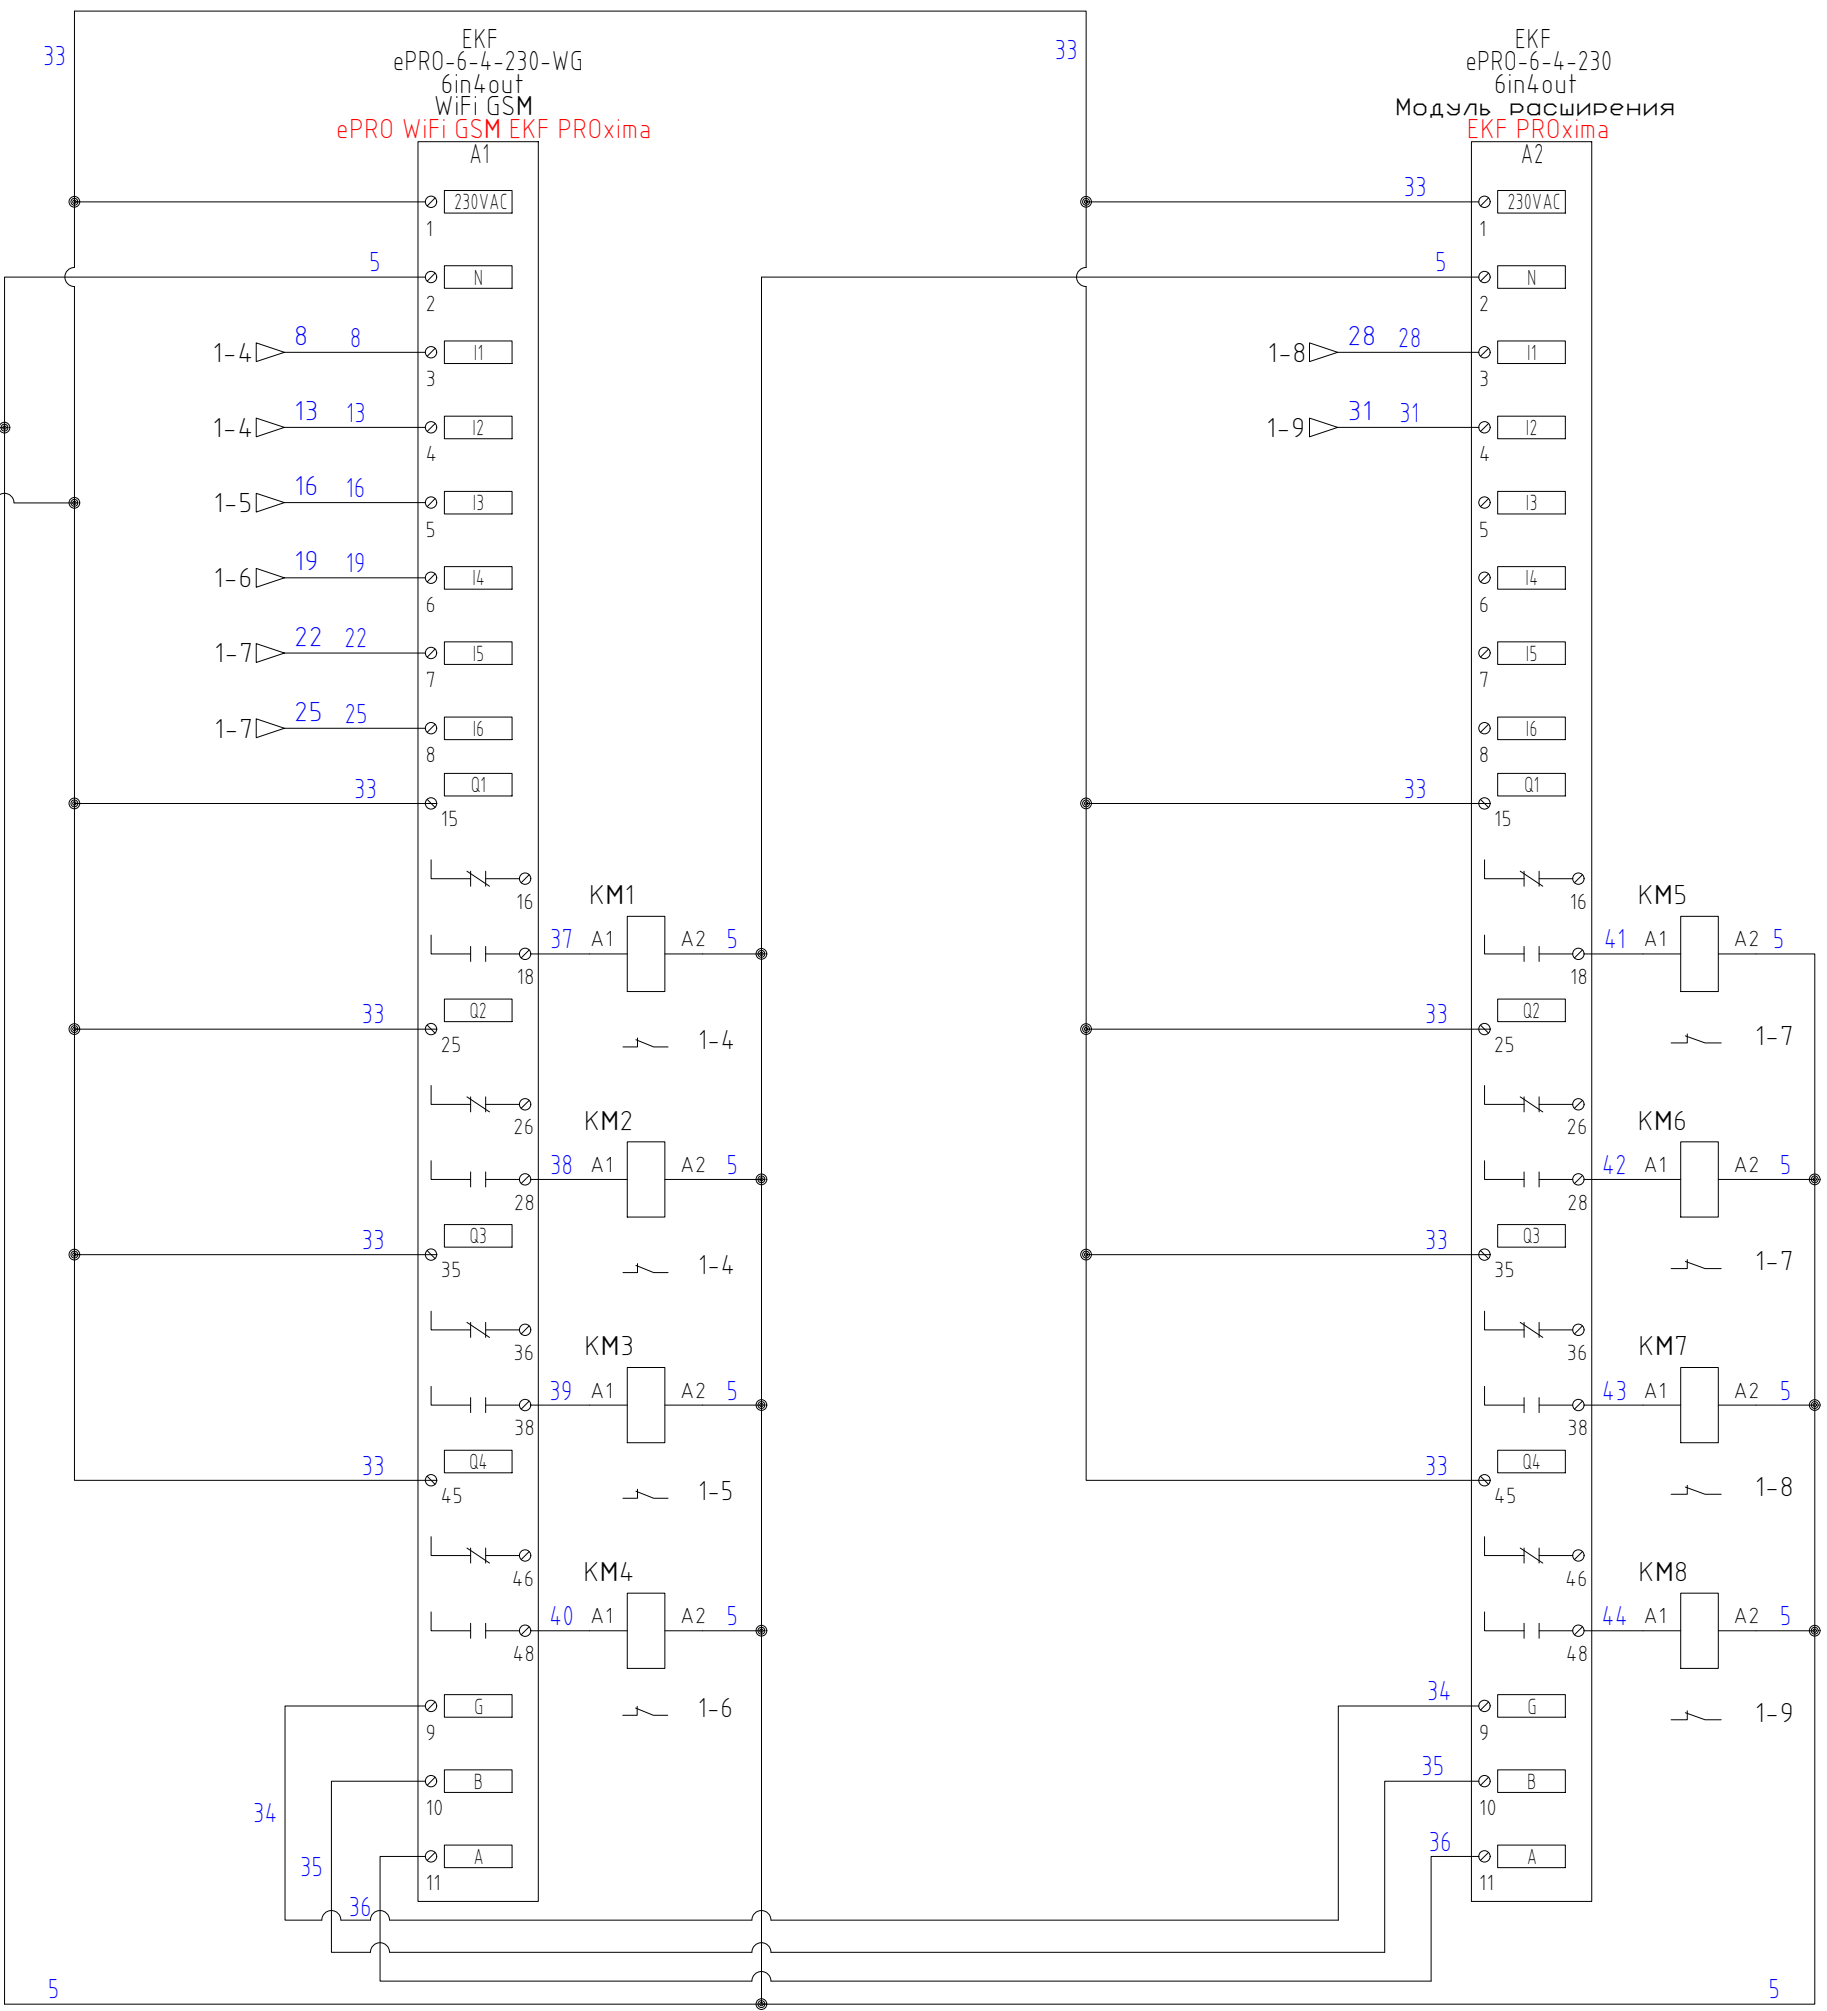 33
EKF
ePRO-6-4-230-WG
6in4out
WiFi GSM
ePRO WiFi GSM EKF PROxima
A1
230VAC
1
5
N
2
1-4 8 8
I1
3
1-4 13 13
I2
4
1-5 16 16
I3
5
1-6 19 19
I4
6
1-7 22 22
I5
7
1-7 25 25
I6
8
33
Q1
15
16
KM1
37 A1 A2 5
18
33
Q2
25
1-4
26
KM2
38 A1 A2 5
28
33
Q3
35
1-4
36
KM3
39 A1 A2 5
38
33
Q4
45
1-5
46
KM4
40 A1 A2 5
48
G
9
1-6
B
10
34
A
35
11
36
5
33
EKF
ePRO-6-4-230
6in4out
Модуль расширения
EKF PROxima
A2
33
230VAC
1
5
N
2
1-8 28 28
I1
3
1-9 31 31
I2
4
I3
5
I4
6
I5
7
I6
8
33
Q1
15
16
KM5
41 A1 A2 5
18
33
Q2
25
1-7
26
KM6
42 A1 A2 5
28
33
Q3
35
1-7
36
KM7
43 A1 A2 5
38
33
Q4
45
1-8
46
KM8
44 A1 A2 5
48
34
G
9
1-9
35
B
10
36
A
11
5